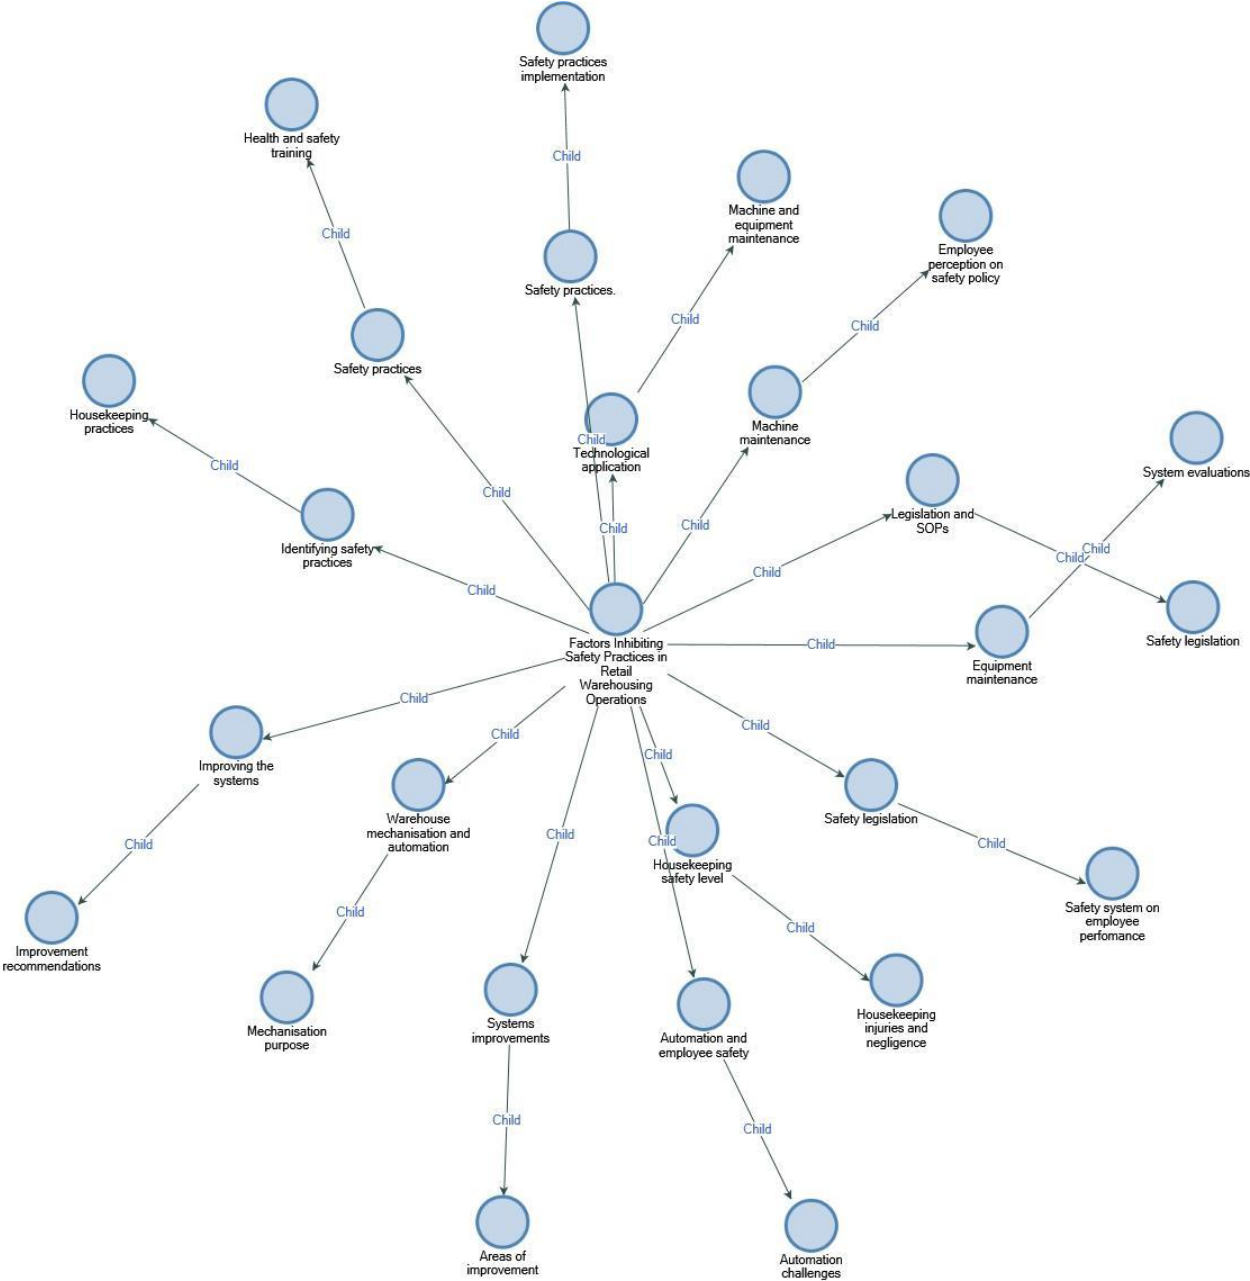 Safety practices
implementation
Health and safety
training
Child
Machine and
equipment
maintenance
Employee
perception on
safety policy
Child
Safety practices.
Child
Child
Safety practices
Housekeeping
practices
Machine
maintenance
Child
Technological
application
Child
System evaluations
Child
Legislation and
SOPs
Identifying safety
practices
Child
Child
Child
Child
Child
Child
Child
Factors Inhibiting
Safety Practices in
Retail
Warehousing
Operations
Child
Safety legislation
Equipment
maintenance
Child
Child
Child
Child
Improving the
systems
Safety legislation
Warehouse
mechanisation and
automation
Child
Child
Child
Child
Housekeeping
safety level
Child
Safety system on
employee
perfomance
Child
Improvement
recommendations
Housekeeping
injuries and
negligence
Mechanisation
purpose
Systems
improvements
Automation and
employee safety
Child
Child
Areas of
improvement
Automation
challenges